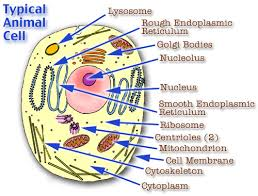 Typical
Animal
Cell
Lysosome
Rough Endoplasmic
Reticulum
Golgi Bodies
Nucleolus
Nucleus
Smooth Endoplasmic
Reticulum
Ribosome
Centrioles (2)
Mitochondrion
Cell Membrane
Cytoskeleton
Cytoplasm